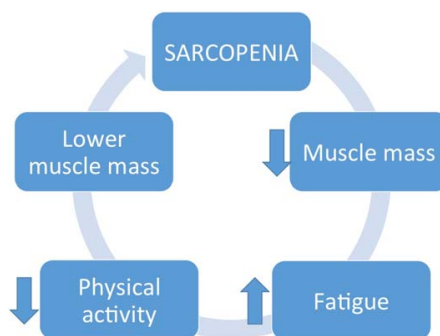 SARCOPENIA
Muscle mass
Fatigue
Physical
activity
Lower
muscle mass